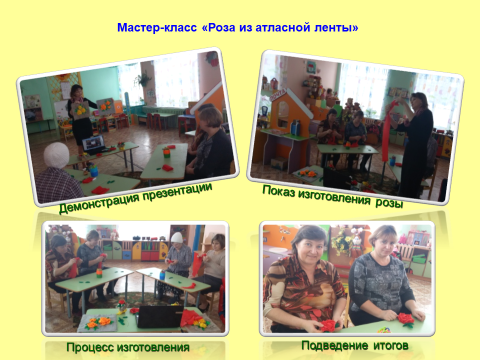 Мастер-класс «Роза из атласной ленты»
Демонстрация презентации
Показ изготовления розы
Процесс изготовления
Подведение итогов